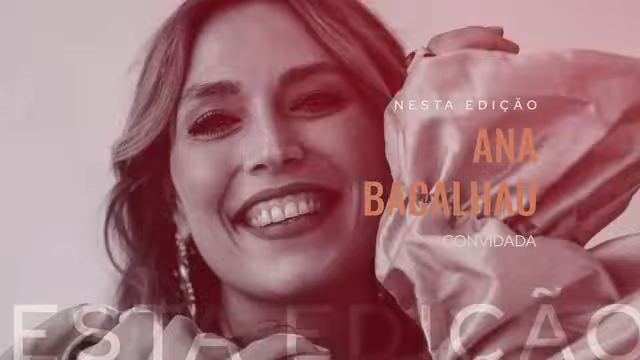 NESTA EDIÇÃO
ANA
BACALHAU
CONVIDADA
ESTA EDIÇÃO